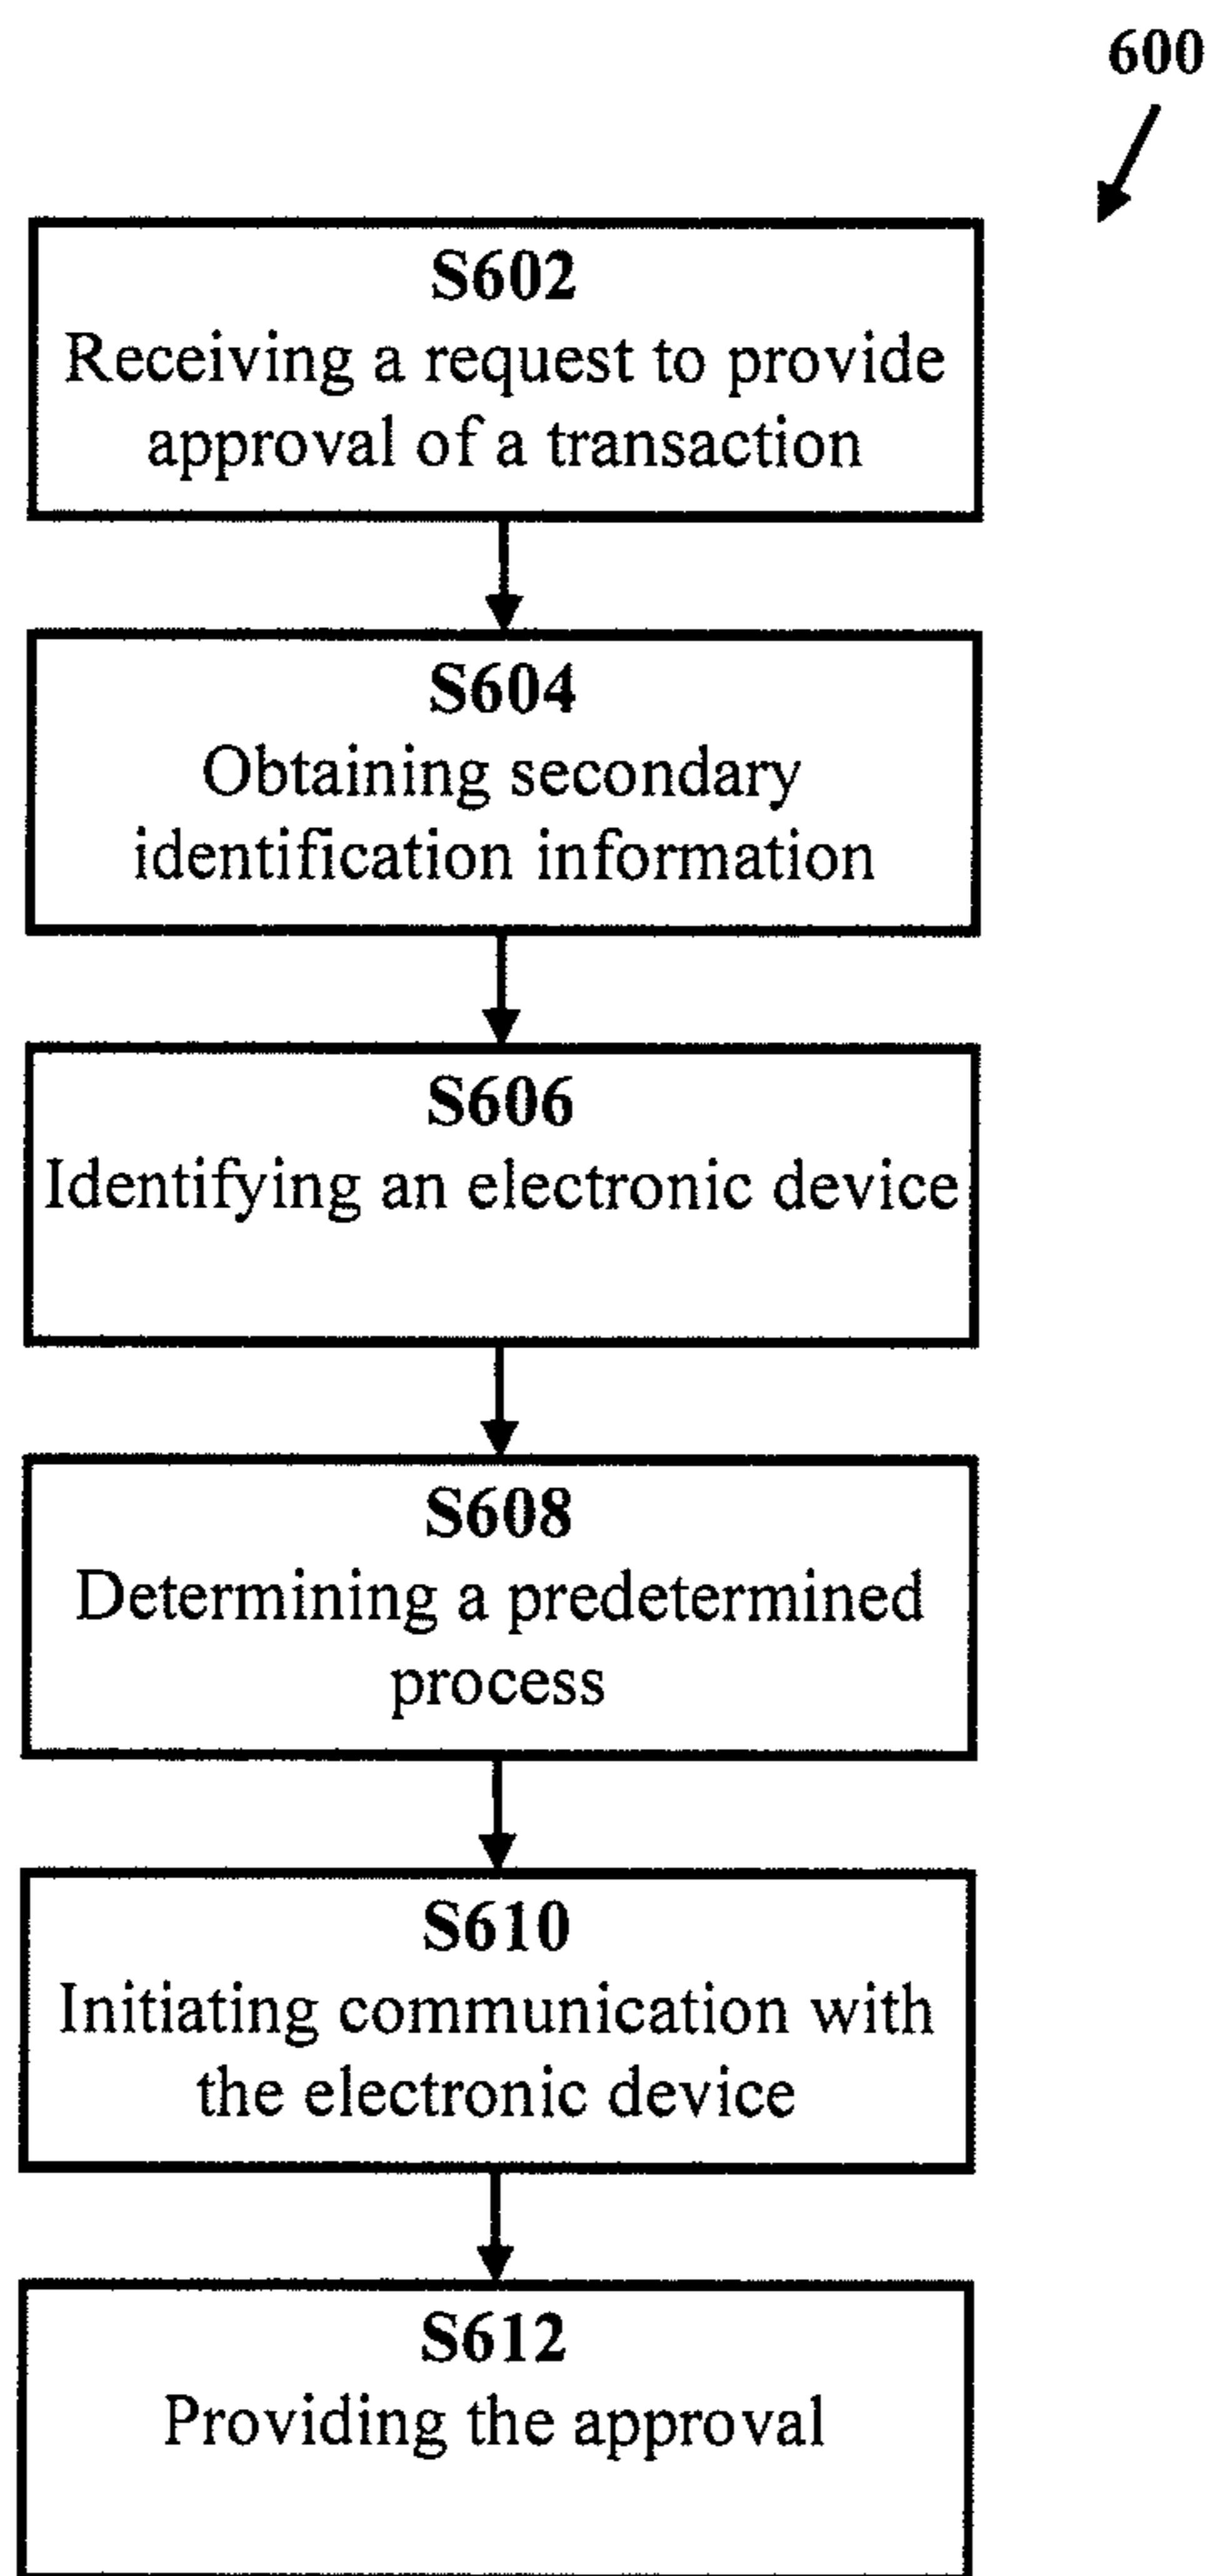 600
S602
Receiving a request to provide
approval of a transaction
S604
Obtaining secondary
identification information
S606
Identifying an electronic device
S608
Determining a predetermined
process
S610
Initiating communication with
the electronic device
S612
Providing the approval